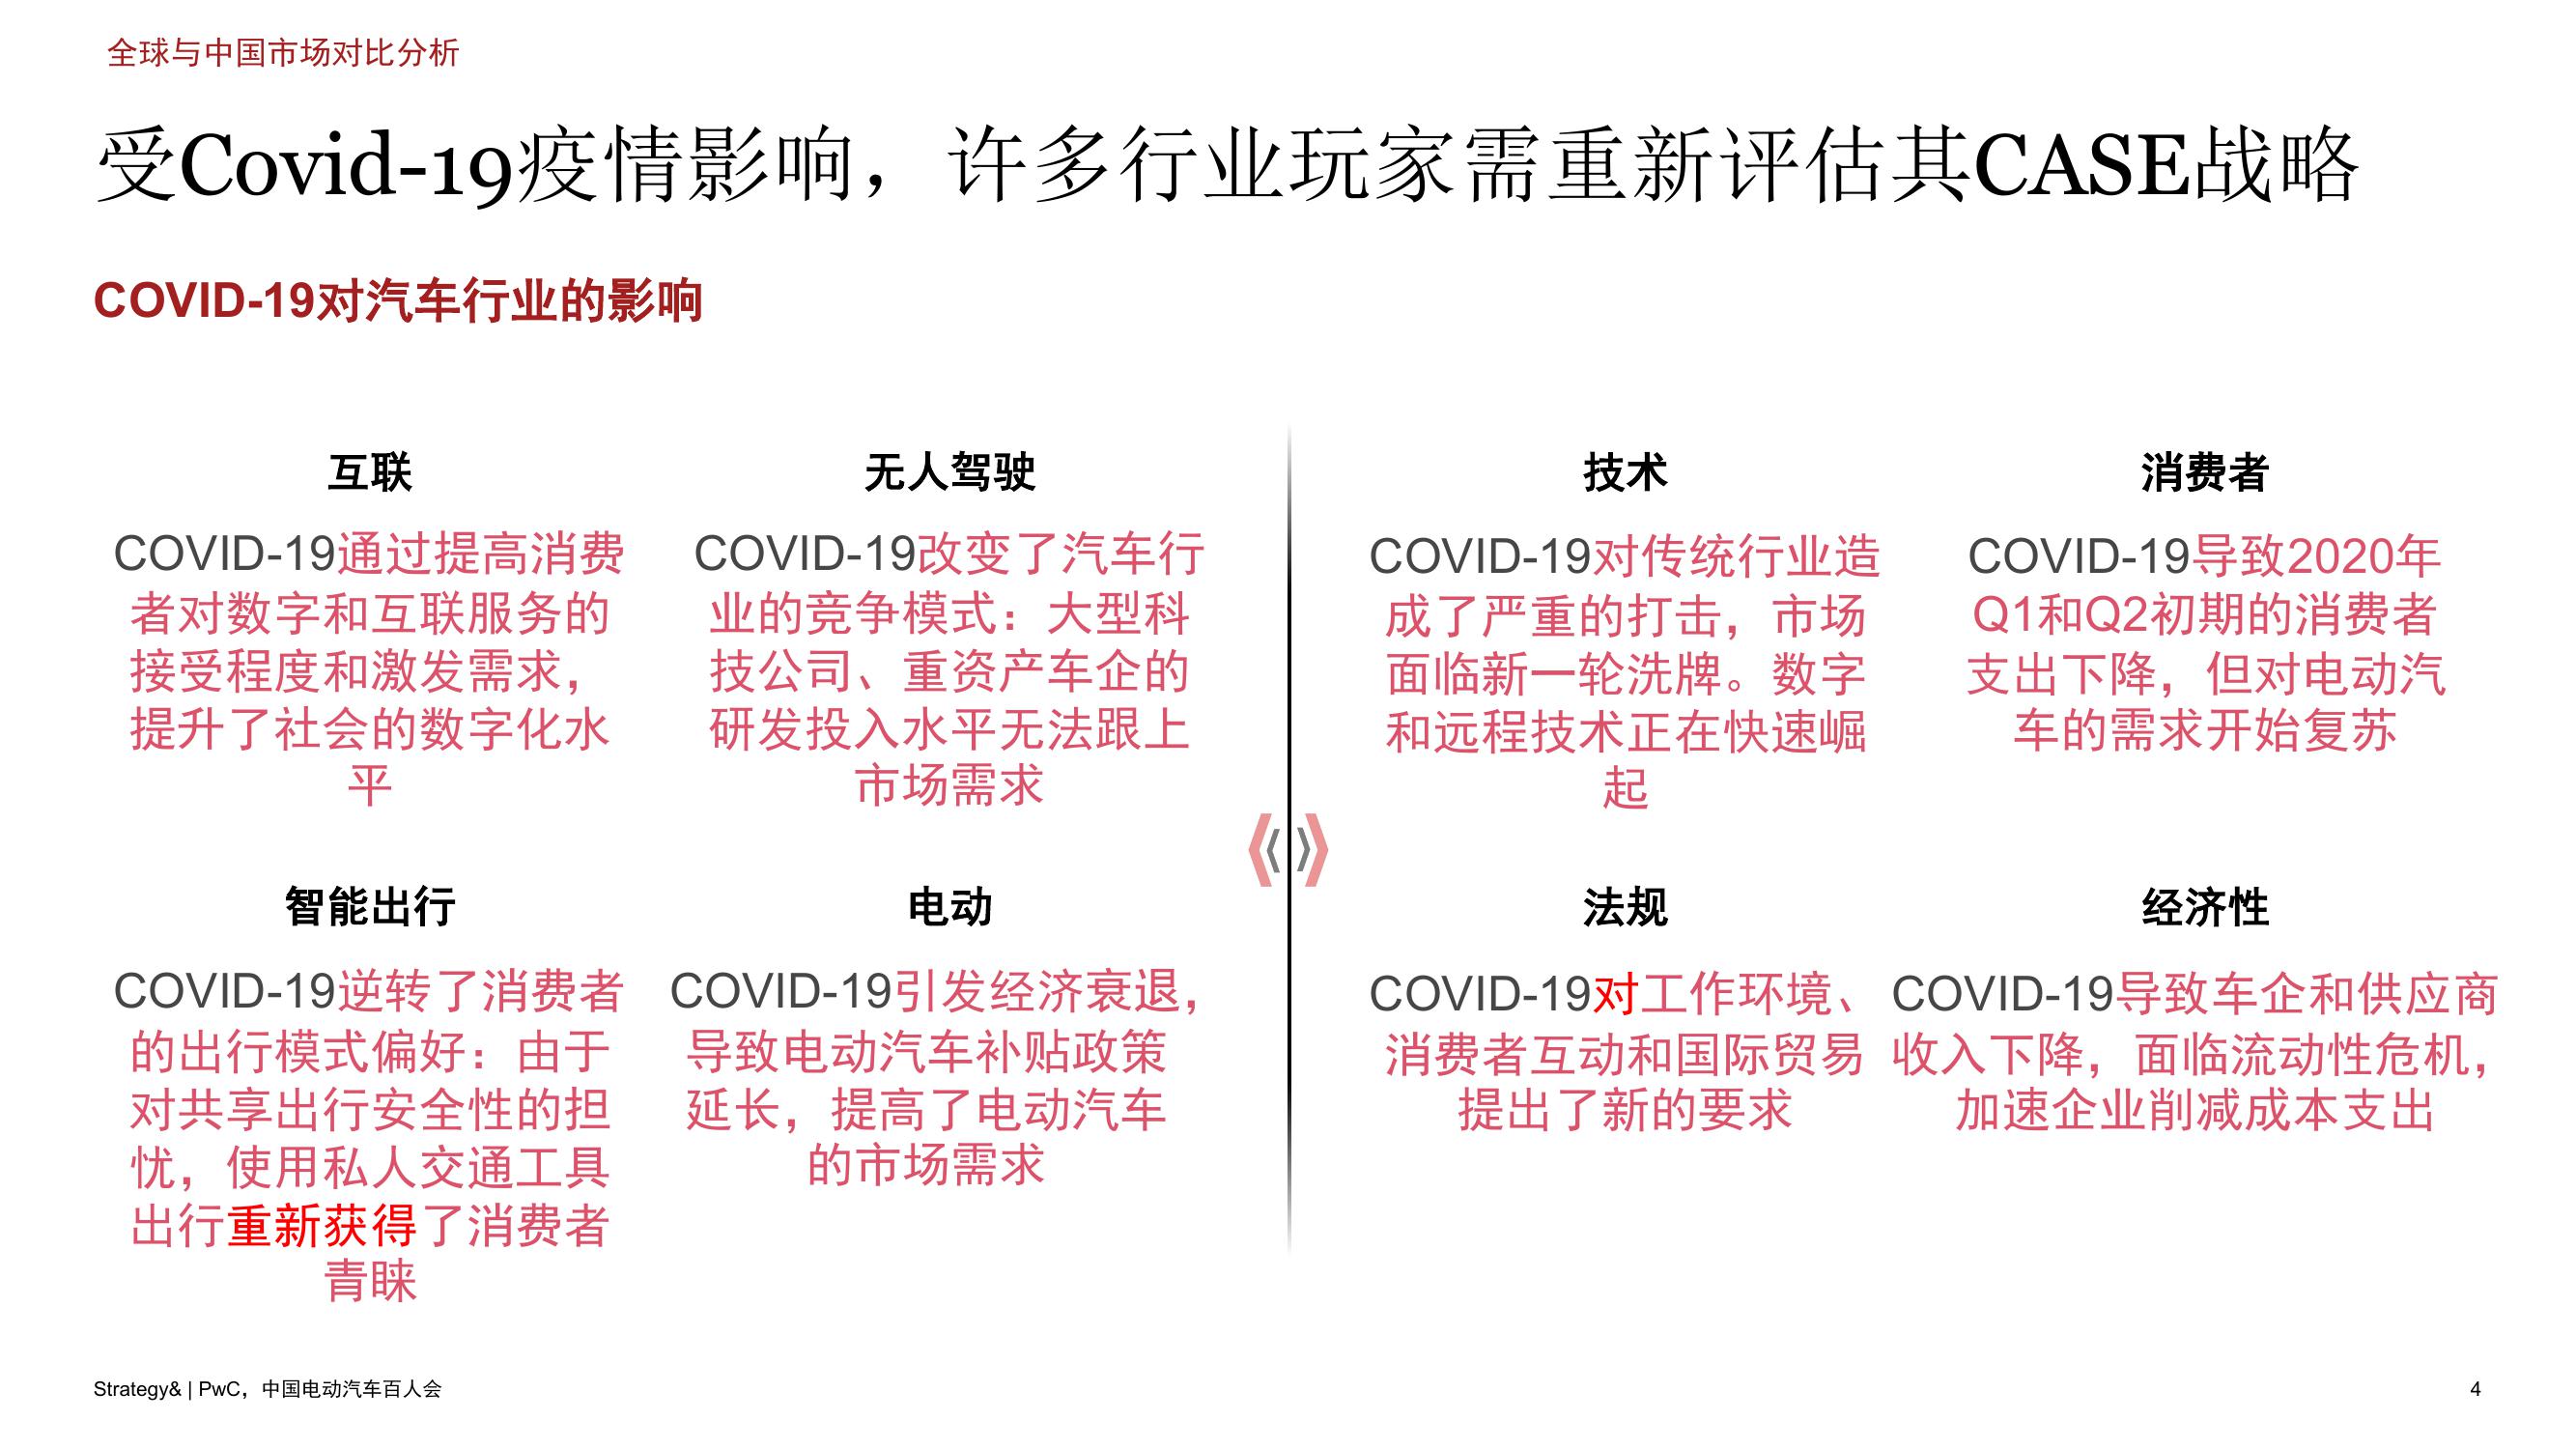 全球与中国市场对比分析
受Covid-19疫情影响，许多行业玩家需重新评估其CASE战略
COVID-19对汽车行业的影响
互联
COVID-19通过提高消费
者对数字和互联服务的
接受程度和激发需求，
提升了社会的数字化水
平
无人驾驶
COVID-19改变了汽车行
业的竞争模式：大型科
技公司、重资产车企的
研发投入水平无法跟上
市场需求
智能出行
COVID-19逆转了消费者
的出行模式偏好：由于
对共享出行安全性的担
忧，使用私人交通工具
出行重新获得了消费者
青睐
电动
COVID-19引发经济衰退，
导致电动汽车补贴政策
延长，提高了电动汽车
的市场需求
技术
COVID-19对传统行业造
成了严重的打击，市场
面临新一轮洗牌。数字
和远程技术正在快速崛
起
消费者
COVID-19导致2020年
Q1和Q2初期的消费者
支出下降，但对电动汽
车的需求开始复苏
法规
COVID-19对工作环境、
消费者互动和国际贸易
提出了新的要求
经济性
COVID-19导致车企和供应商
收入下降，面临流动性危机，
加速企业削减成本支出
Strategy& | PwC，中国电动汽车百人会
4